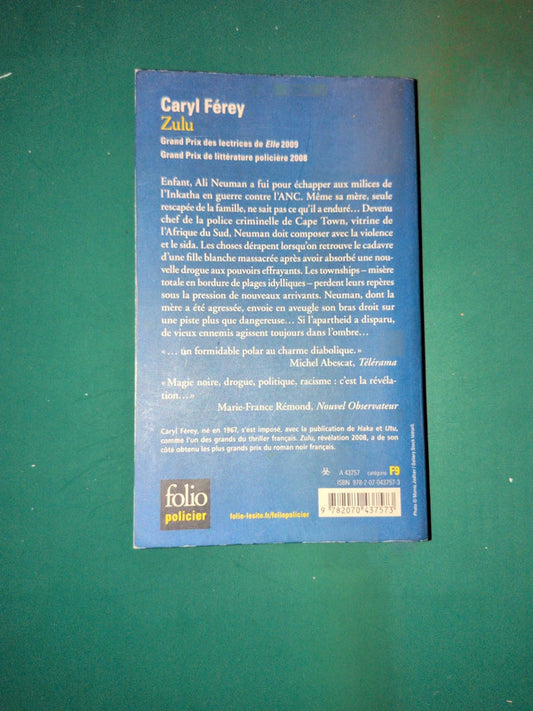 Caryl Férey
Zulu
Grand Prix des lectrices de Elle 2009
Grand Prix de littérature policière 2008
Enfant, Ali Neuman a fui pour échapper aux milices de
l'Inkatha en guerre contre l'ANC. Même sa mère, seule
rescapée de la famille, ne sait pas ce qu'il a enduré… Devenu
chef de la police criminelle de Cape Town, vitrine de
l'Afrique du Sud, Neuman doit composer avec la violence
et le sida. Les choses dérapent lorsqu'on retrouve le cadavre
d'une fille blanche massacrée après avoir absorbé une nou-
velle drogue aux pouvoirs effrayants. Les townships – misère
totale en bordure de plages idylliques – perdent leurs repères
sous la pression de nouveaux arrivants. Neuman, dont la
mère a été agressée, envoie en aveugle son bras droit sur
une piste plus que dangereuse… Si l'apartheid a disparu,
de vieux ennemis agissent toujours dans l'ombre…
« … un formidable polar au charme diabolique. »
Michel Abescat, Télérama
« Magie noire, drogue, politique, racisme : c'est la révéla-
tion…»
Marie-France Rémond, Nouvel Observateur
Caryl Férey, né en 1967, s'est imposé, avec la publication de Haka et Utu,
comme l'un des grands du thriller français. Zulu, révélation 2008, a de
son côté obtenu les plus grands prix du roman noir français.
A 43757 catégorie F9
ISBN 978-2-07-043757-3
folio
policier
folio-lesite.fr/foliopolicier
9 782070 437573